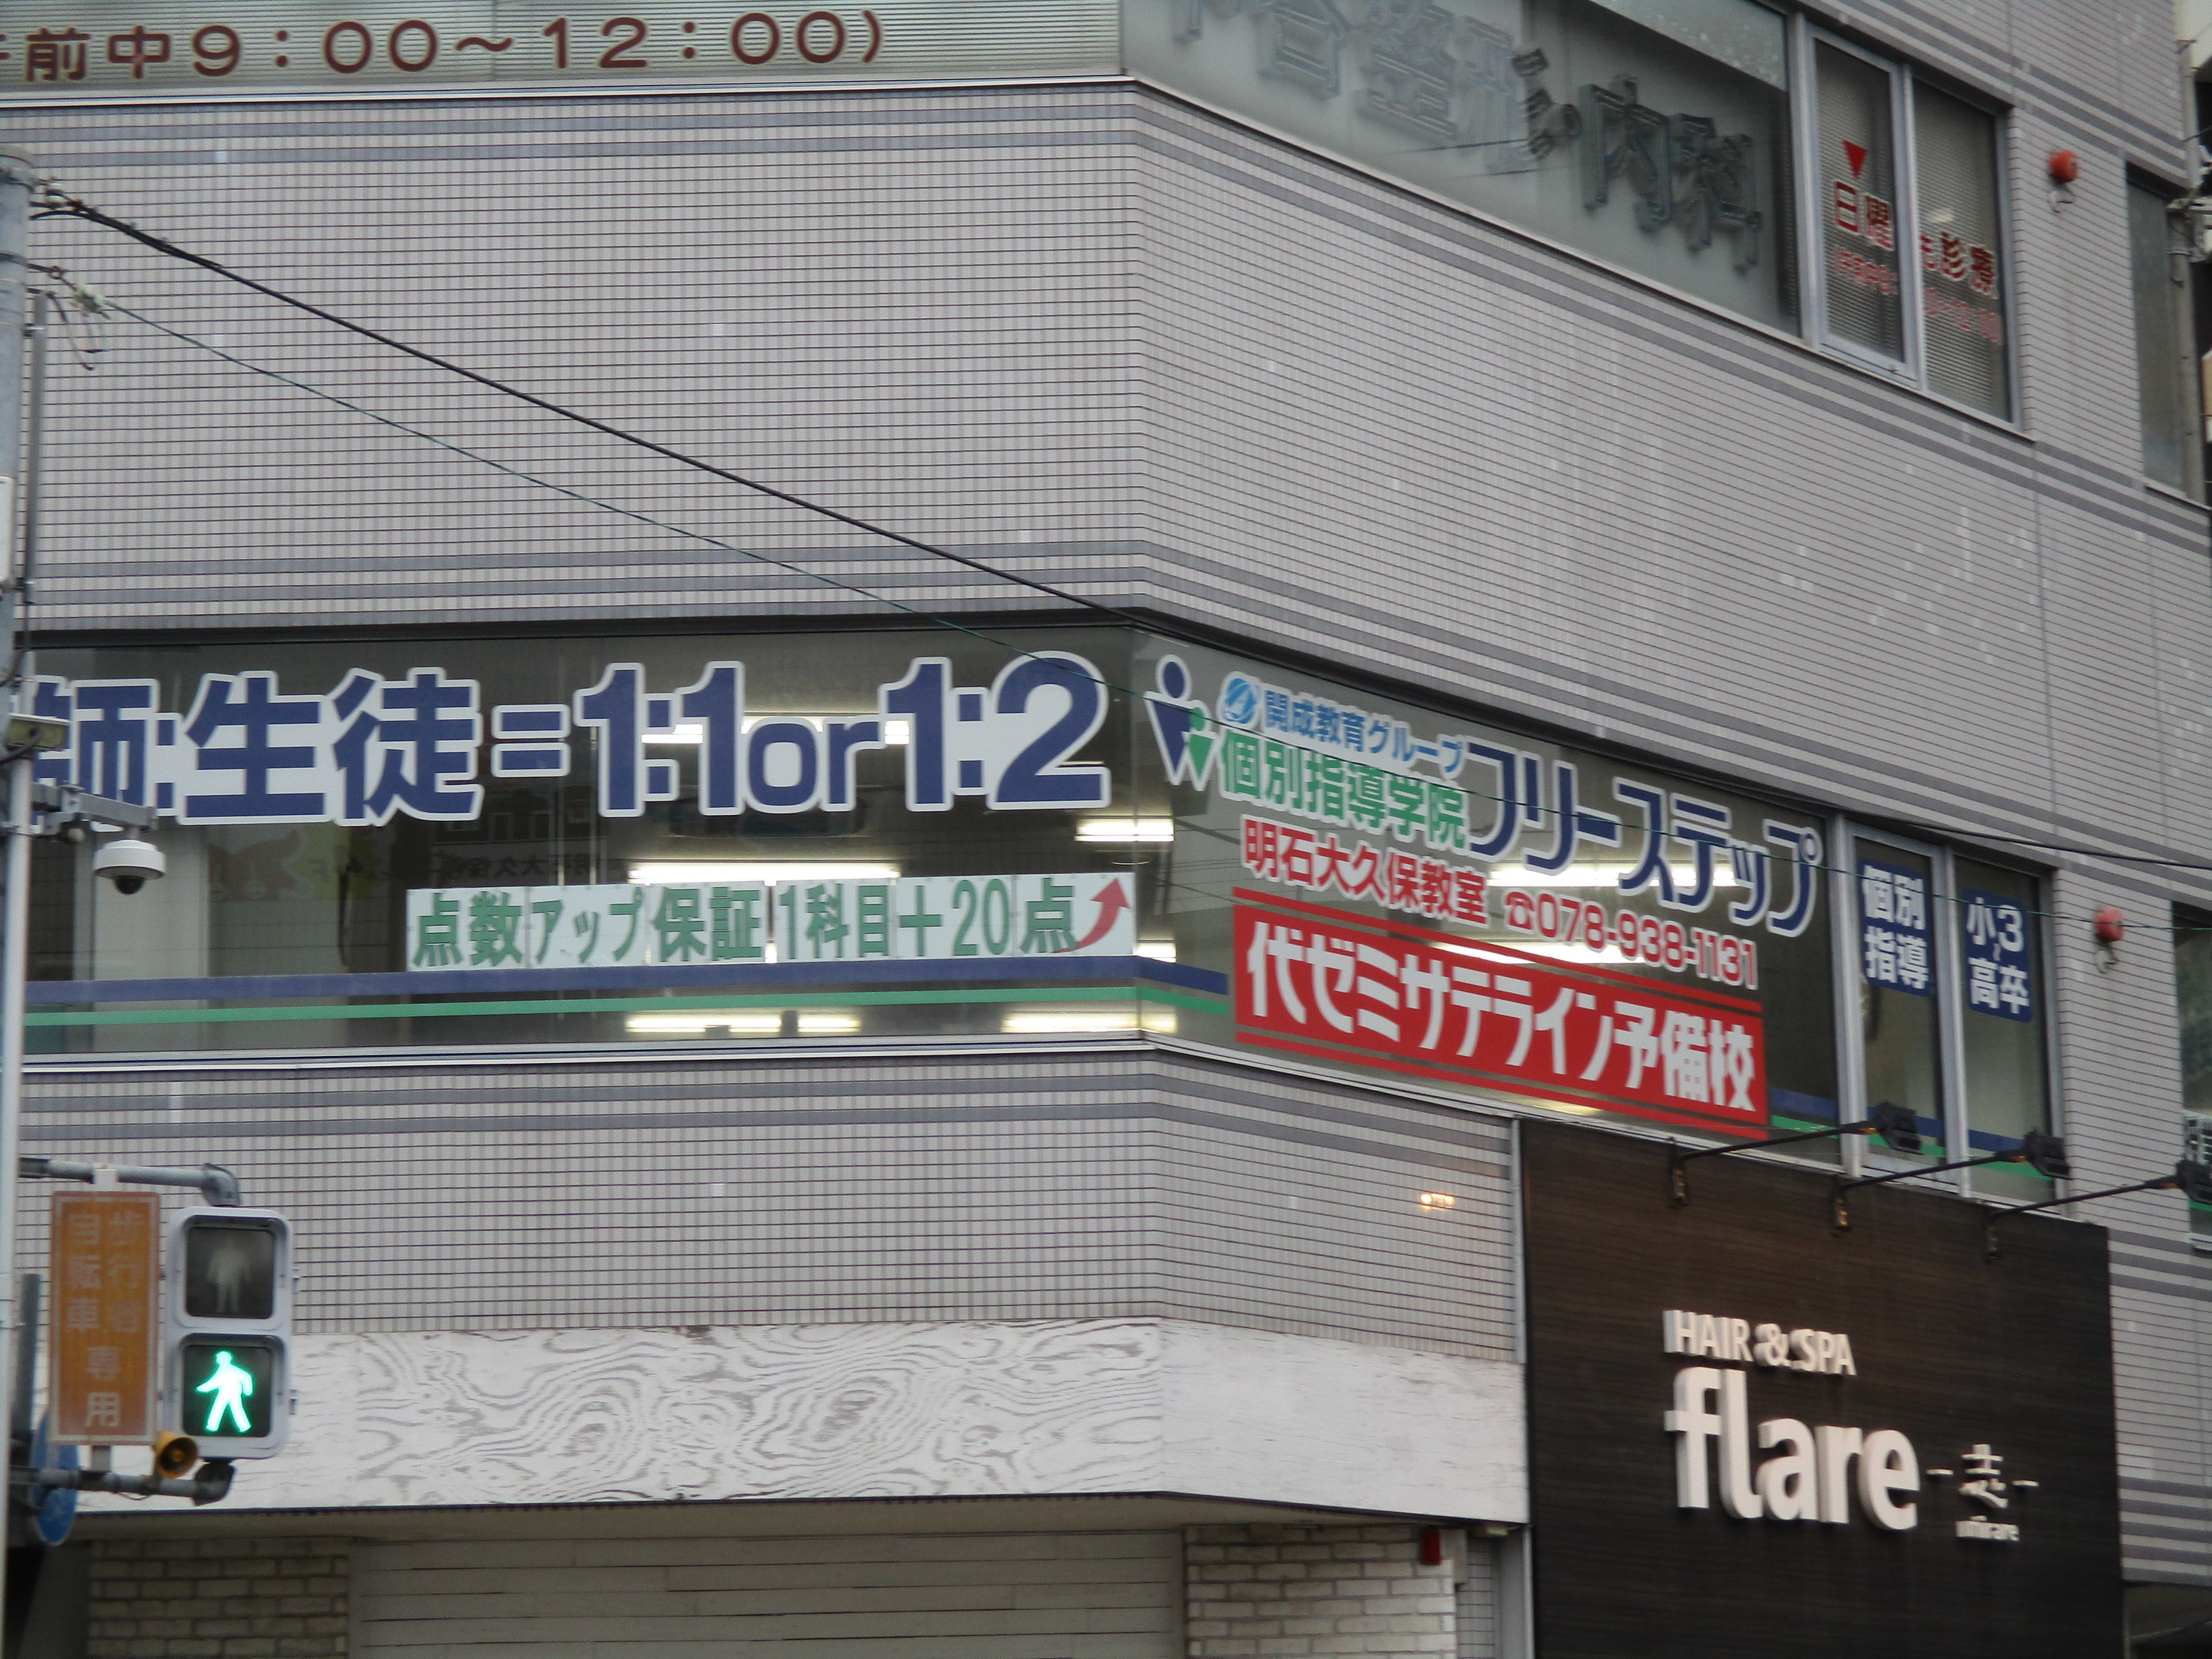 前中9:00～12:00)
内科
日曜も診療
師:生徒=1:1or1:2
点数アップ保証1科目+20点
開成教育グループ
個別指導学院
フリーステップ
明石大久保教室 ☎078-938-1131
代ゼミサテライン予備校
個別
指導
小3
～
高卒
歩行者
自転車
専用
HAIR & SPA
flare